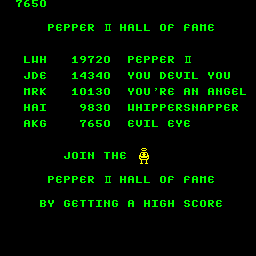 7650
PEPPER II HALL OF FAME
LWH 19720 PEPPER II
JDE 14340 YOU DEVIL YOU
MRK 10130 YOU'RE AN ANGEL
HAI 9830 WHIPPERSNAPPER
AKG 7650 EVIL EYE
JOIN THE
PEPPER II HALL OF FAME
BY GETTING A HIGH SCORE